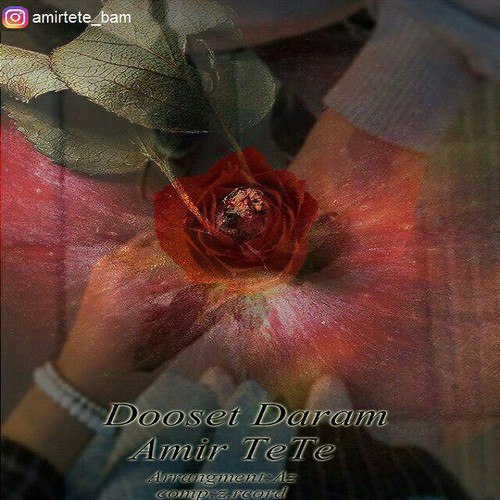 amirtete_bam
Dooset Daram
Amir TeTe
Arrangment:Az
comp:z.rcord